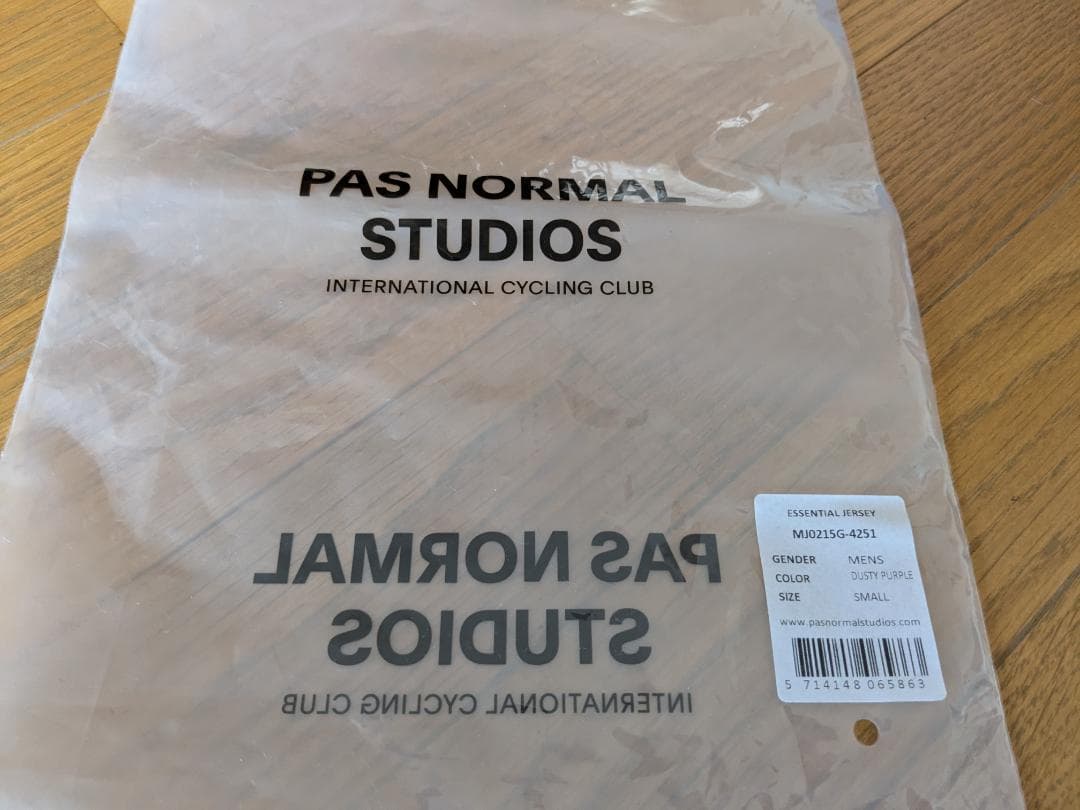 PAS NORMAL
STUDIOS
INTERNATIONAL CYCLING CLUB
PAS NORMAL
STUDIOS
INTERNATIONAL CYCLING CLUB
ESSENTIAL JERSEY
MJ0215G-4251
GENDER MENS
COLOR DUSTY PURPLE
SIZE SMALL
www.pasnormalstudios.com
5 714148 065863